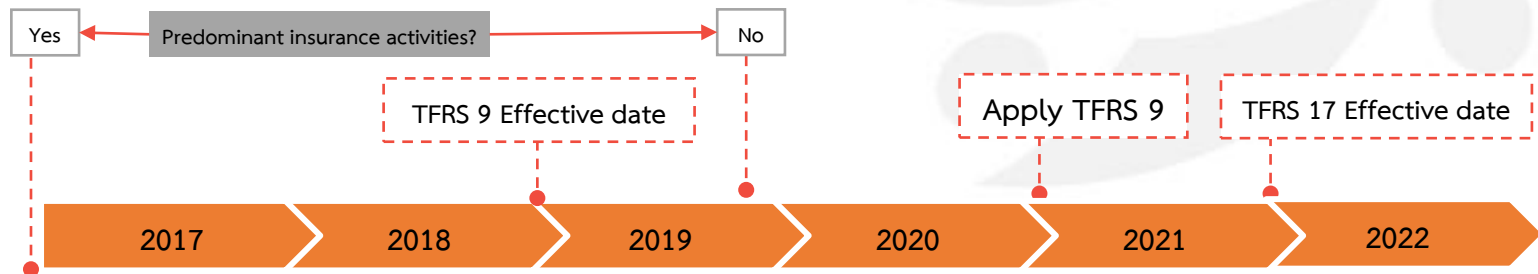 Yes
Predominant insurance activities?
No
TFRS 9 Effective date
Apply TFRS 9
TFRS 17 Effective date
2017
2018
2019
2020
2021
2022